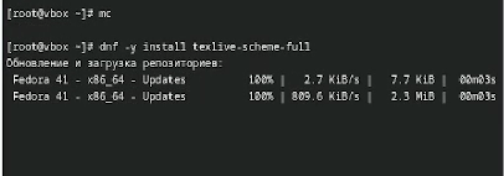 [root@vbox ~]# mc
[root@vbox ~]# dnf -y install texlive-scheme-full
Обновление и загрузка репозиториев:
Fedora 41 - x86_64 - Updates 100% | 2.7 KiB/s | 7.7 KiB | 00m03s
Fedora 41 - x86_64 - Updates 100% | 809.6 KiB/s | 2.3 MiB | 00m03s